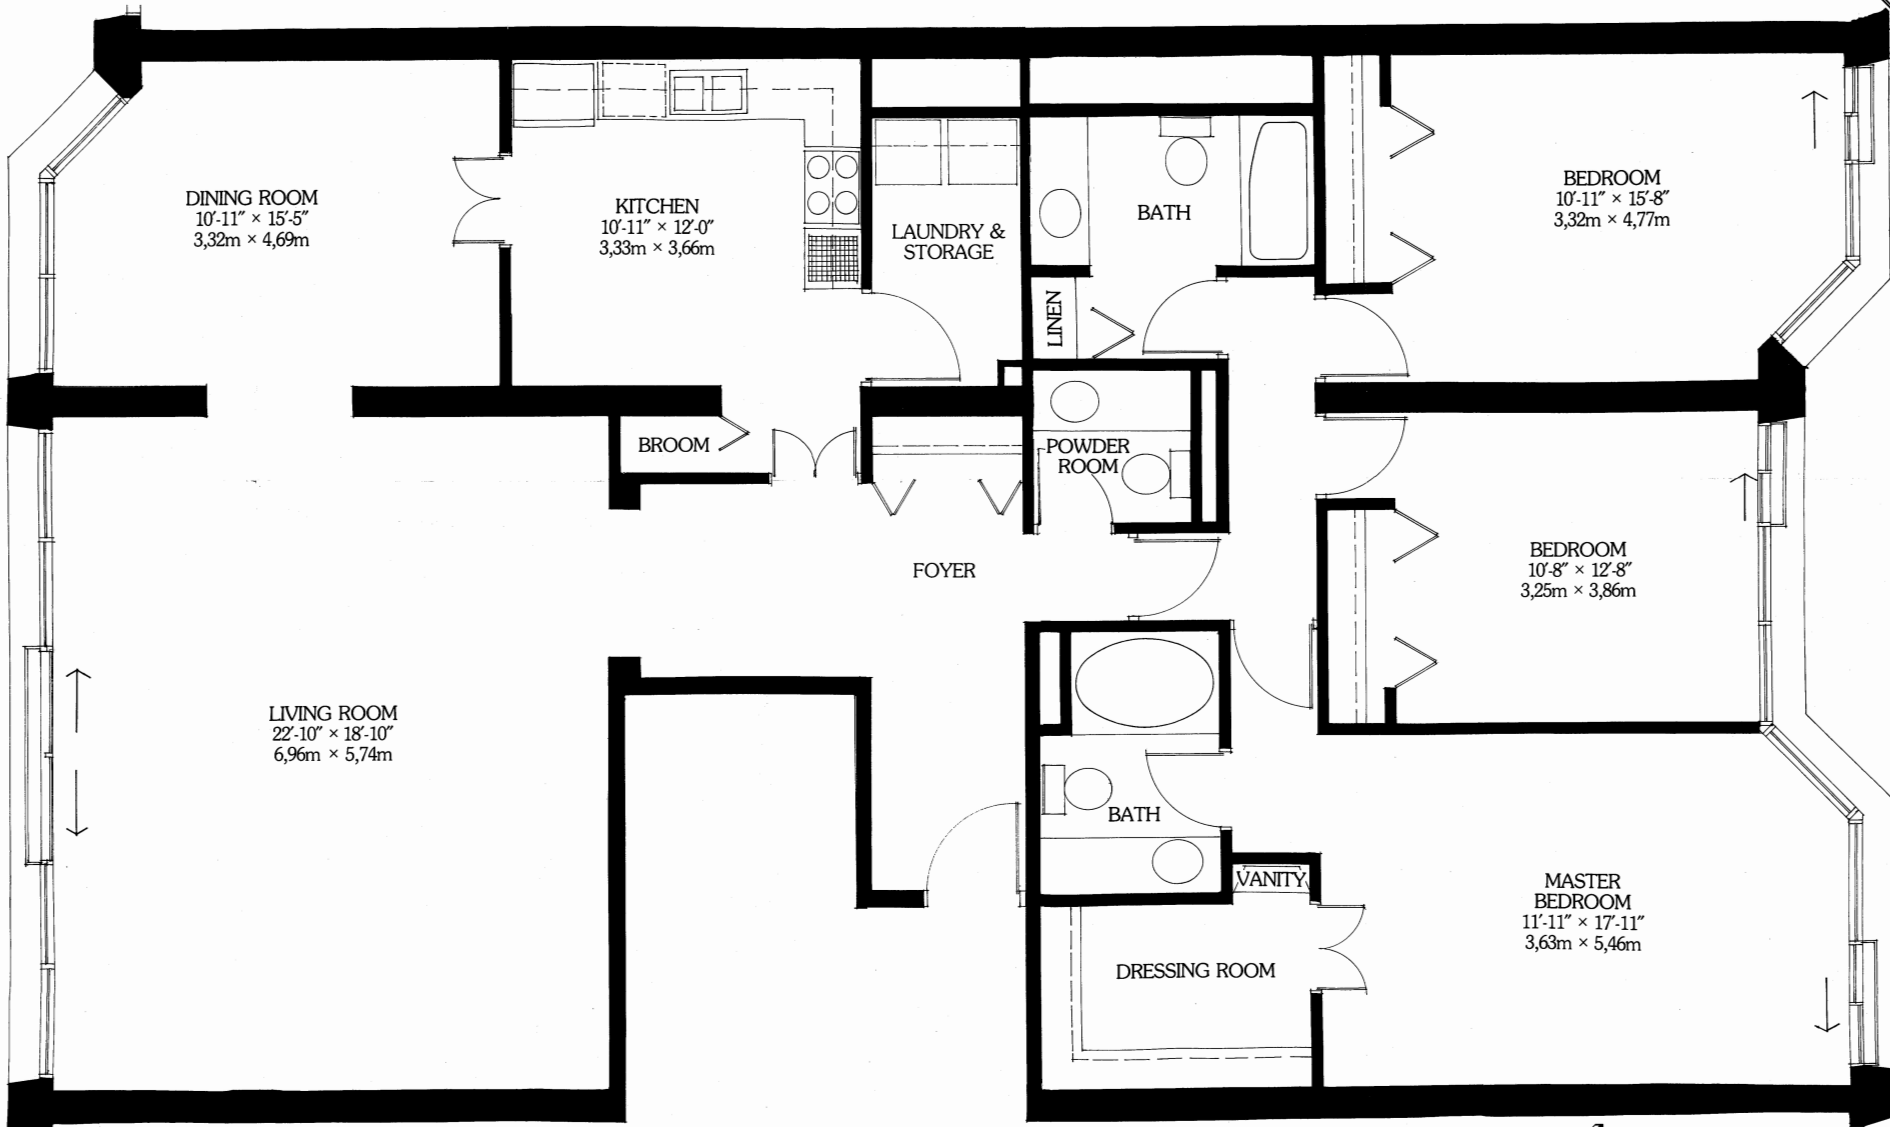 DINING ROOM
10'-11" × 15'-5"
3,32m × 4,69m
KITCHEN
10'-11" × 12'-0"
3,33m × 3,66m
LAUNDRY &
STORAGE
BATH
BEDROOM
10'-11" × 15'-8"
3,32m × 4,77m
LINEN
BROOM
POWDER
ROOM
FOYER
BEDROOM
10'-8" × 12'-8"
3,25m × 3,86m
LIVING ROOM
22'-10" × 18'-10"
6,96m × 5,74m
BATH
VANITY
MASTER
BEDROOM
11'-11" × 17'-11"
3,63m × 5,46m
DRESSING ROOM